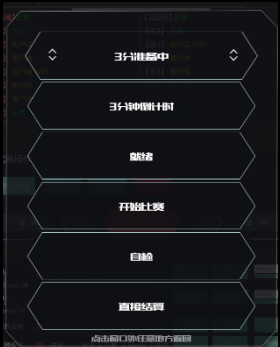 3分准备中
3分钟倒计时
就绪
开始比赛
自检
直接结算
点击窗口外任意地方返回